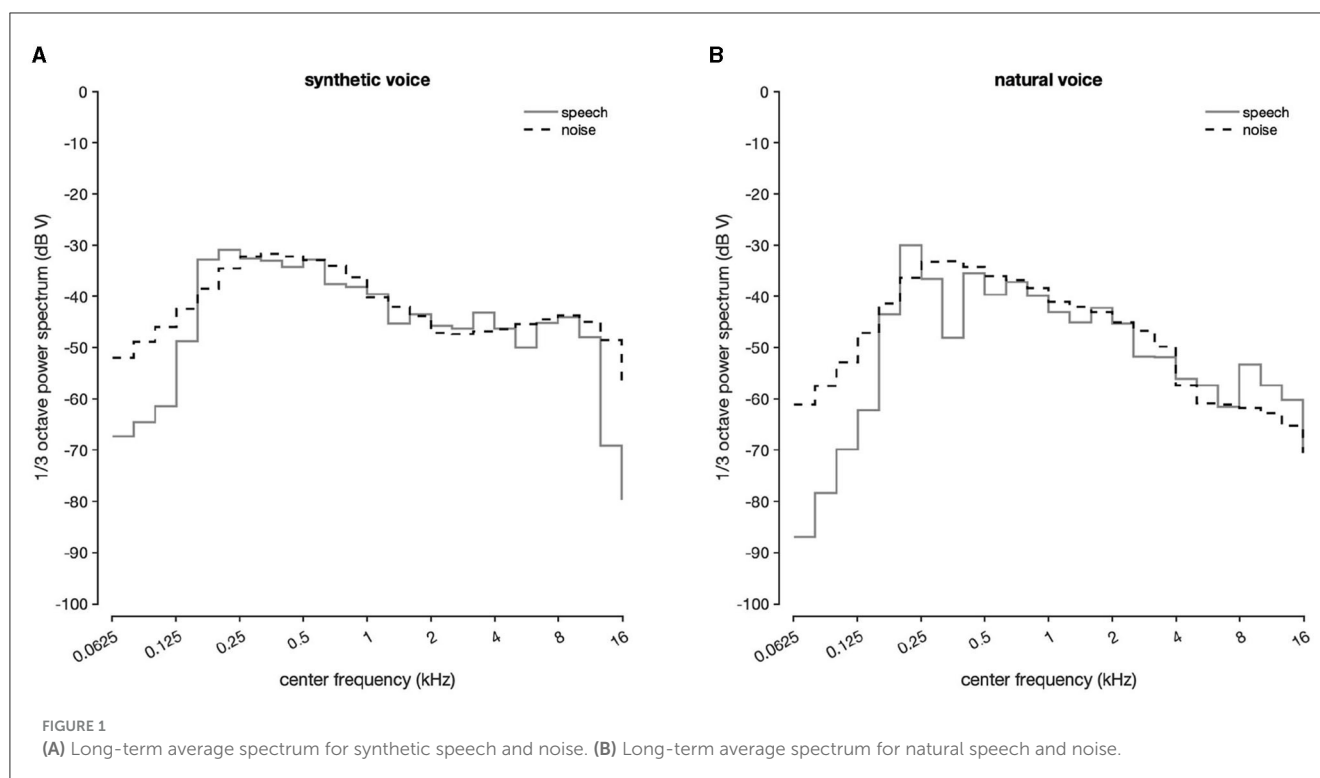 A
synthetic voice
speech
noise
0
-10
-20
-30
-40
-50
-60
-70
-80
-90
-100
1/3 octave power spectrum (dB V)
0.0625
0.125
0.25
0.5
1
2
4
8
16
center frequency (kHz)
B
natural voice
speech
noise
0
-10
-20
-30
-40
-50
-60
-70
-80
-90
-100
1/3 octave power spectrum (dB V)
0.0625
0.125
0.25
0.5
1
2
4
8
16
center frequency (kHz)
FIGURE 1
(A) Long-term average spectrum for synthetic speech and noise. (B) Long-term average spectrum for natural speech and noise.